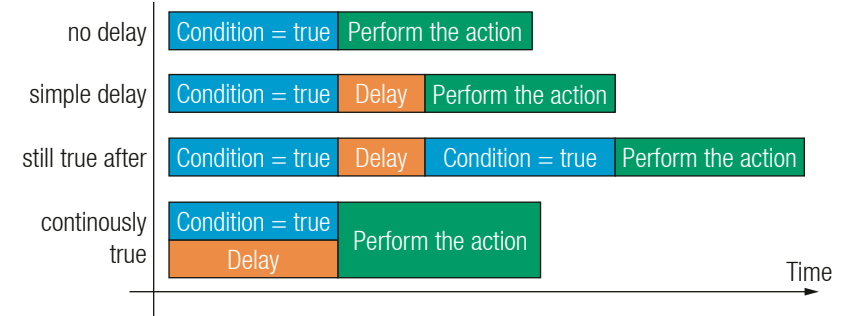 no delay Condition = true Perform the action
simple delay Condition = true Delay Perform the action
still true after Condition = true Delay Condition = true Perform the action
continously
true
Condition = true
Delay
Perform the action
Time